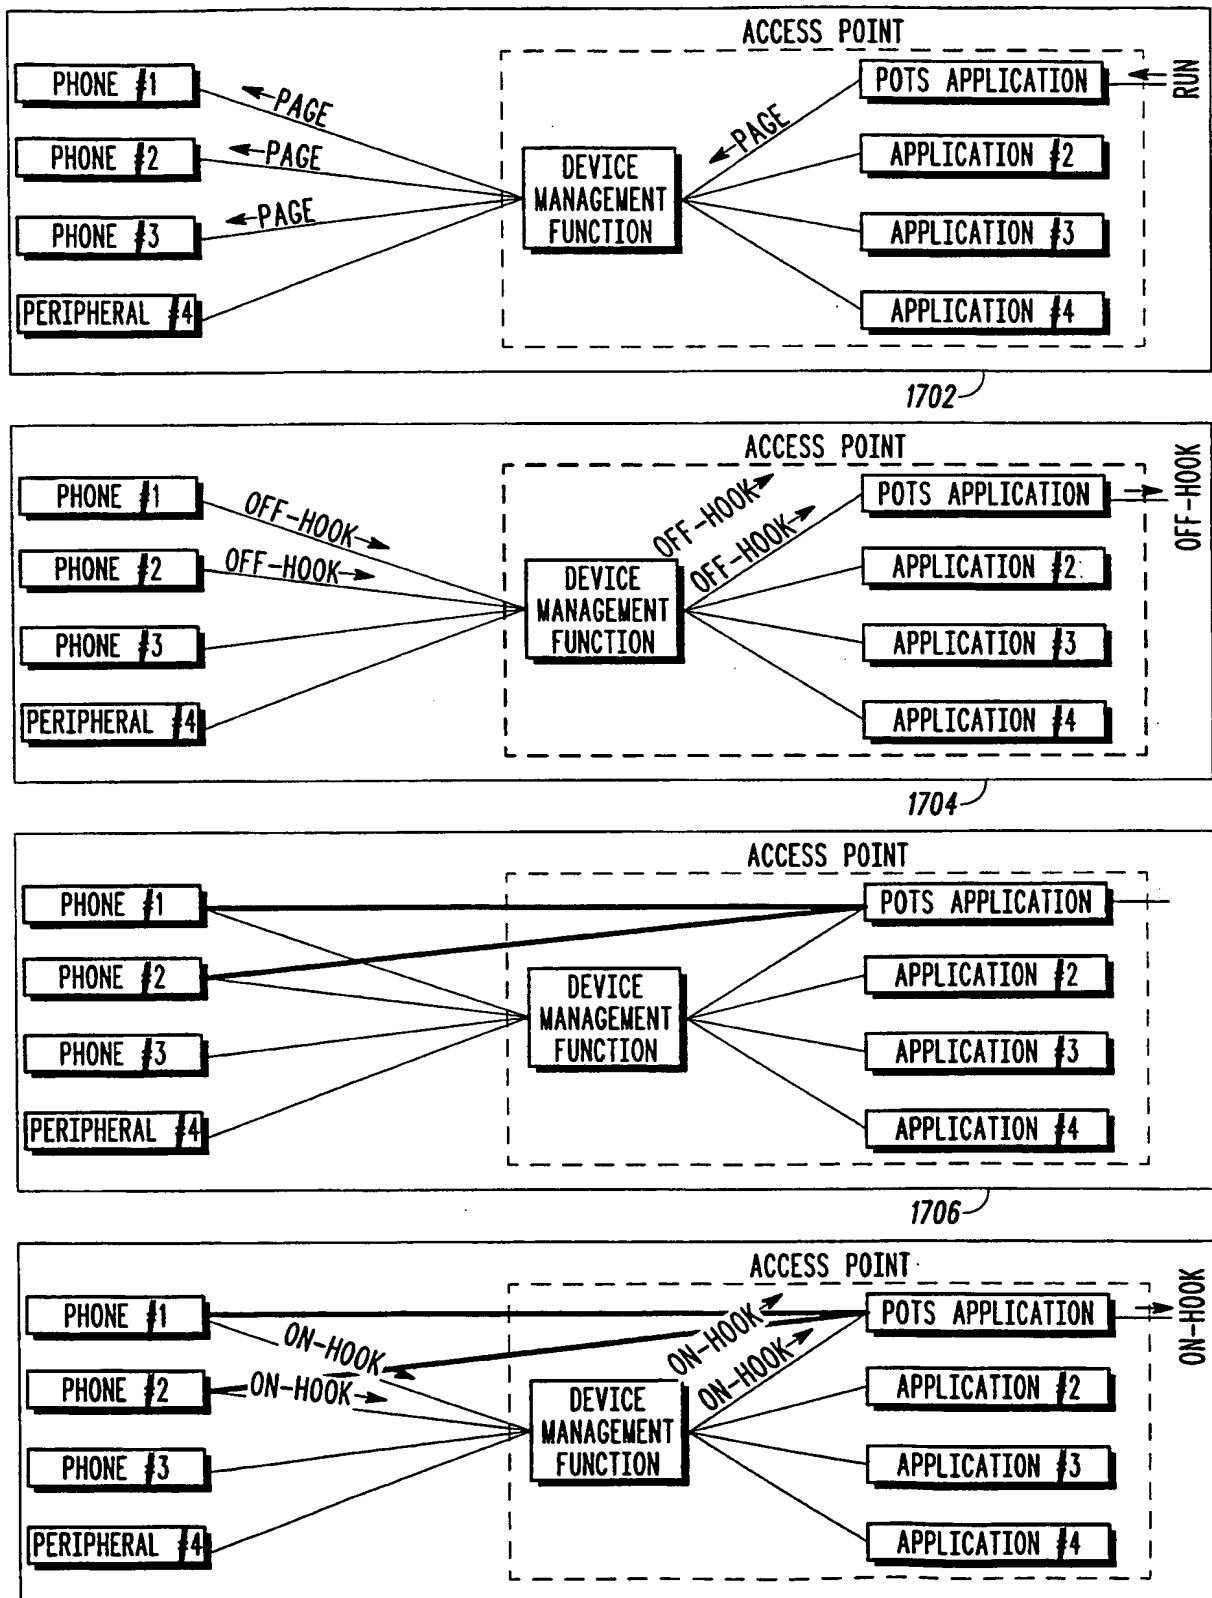 ACCESS POINT
PHONE #1
PHONE #2
PHONE #3
PERIPHERAL #4
PAGE
PAGE
PAGE
DEVICE
MANAGEMENT
FUNCTION
PAGE
POTS APPLICATION
APPLICATION #2
APPLICATION #3
APPLICATION #4
RUN
1702
ACCESS POINT
PHONE #1
PHONE #2
PHONE #3
PERIPHERAL #4
OFF-HOOK
OFF-HOOK
DEVICE
MANAGEMENT
FUNCTION
OFF-HOOK
OFF-HOOK
POTS APPLICATION
APPLICATION #2
APPLICATION #3
APPLICATION #4
OFF-HOOK
1704
ACCESS POINT
PHONE #1
PHONE #2
PHONE #3
PERIPHERAL #4
DEVICE
MANAGEMENT
FUNCTION
POTS APPLICATION
APPLICATION #2
APPLICATION #3
APPLICATION #4
1706
ACCESS POINT
PHONE #1
PHONE #2
PHONE #3
PERIPHERAL #4
ON-HOOK
ON-HOOK
DEVICE
MANAGEMENT
FUNCTION
ON-HOOK
ON-HOOK
POTS APPLICATION
APPLICATION #2
APPLICATION #3
APPLICATION #4
ON-HOOK